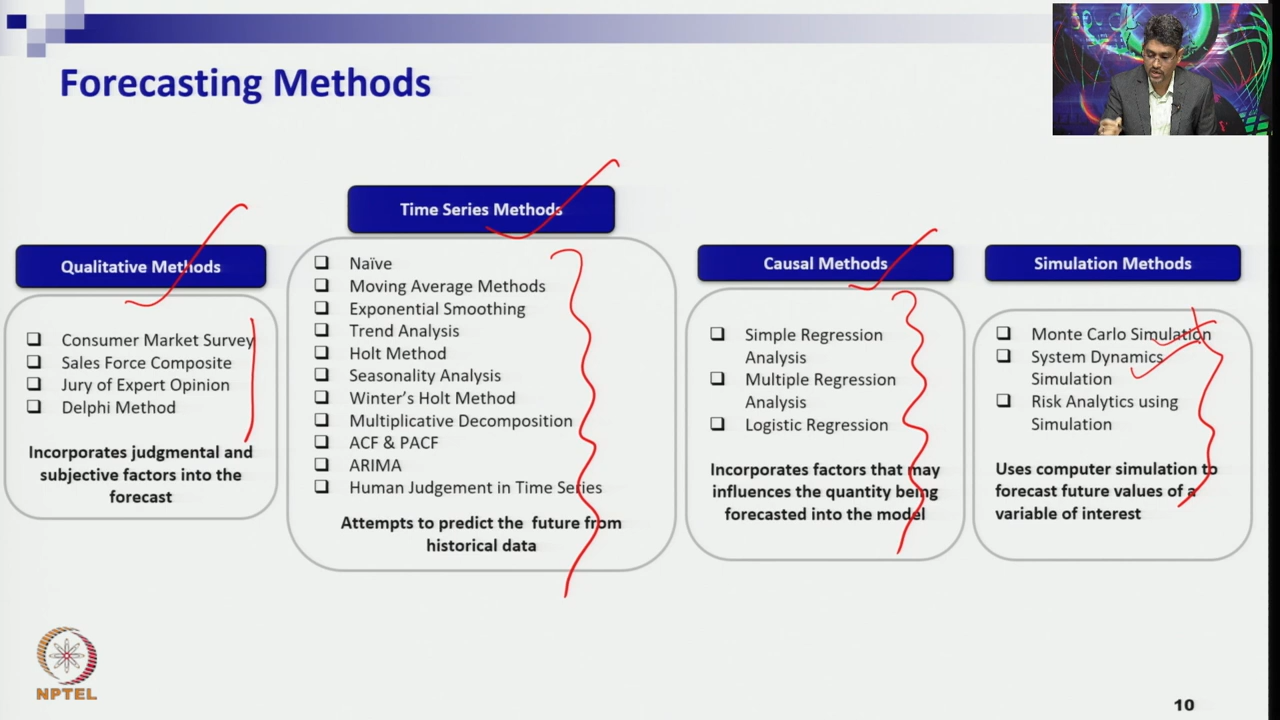 Forecasting Methods
Qualitative Methods
Consumer Market Survey
Sales Force Composite
Jury of Expert Opinion
Delphi Method
Incorporates judgmental and
subjective factors into the
forecast
Time Series Methods
Naïve
Moving Average Methods
Exponential Smoothing
Trend Analysis
Holt Method
Seasonality Analysis
Winter's Holt Method
Multiplicative Decomposition
ACF & PACF
ARIMA
Human Judgement in Time Series
Attempts to predict the future from
historical data
Causal Methods
Simple Regression
Analysis
Multiple Regression
Analysis
Logistic Regression
Incorporates factors that may
influences the quantity being
forecasted into the model
Simulation Methods
Monte Carlo Simulation
System Dynamics
Simulation
Risk Analytics using
Simulation
Uses computer simulation to
forecast future values of a
variable of interest
NPTEL
10